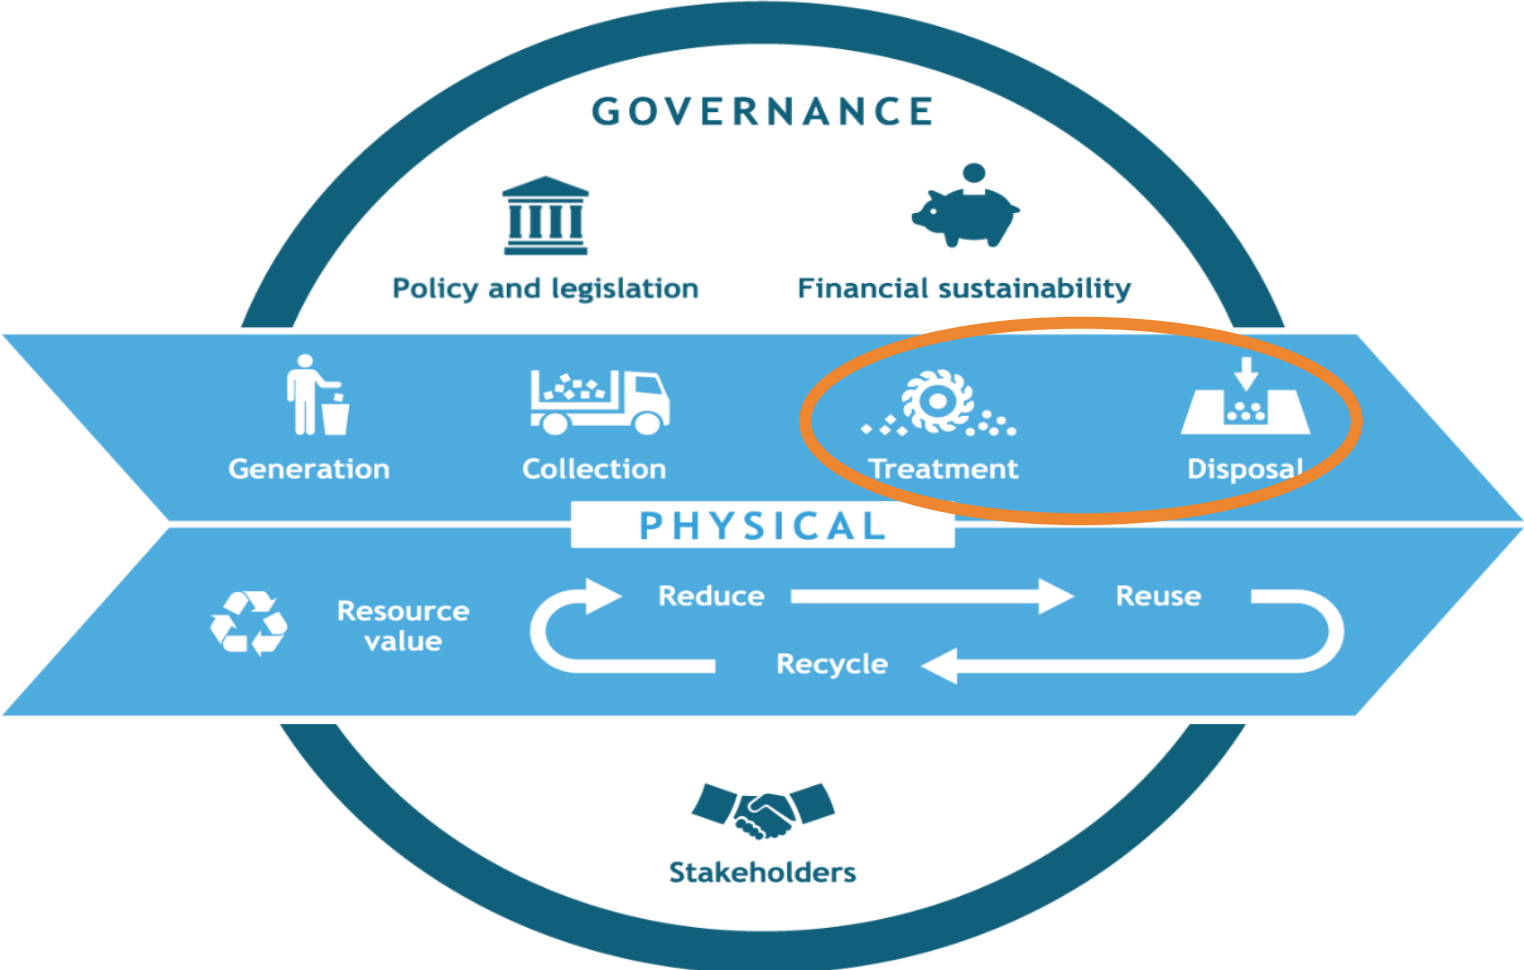 GOVERNANCE
Policy and legislation
Financial sustainability
Generation
Collection
Treatment
Disposal
PHYSICAL
Resource
value
Reduce
Reuse
Recycle
Stakeholders